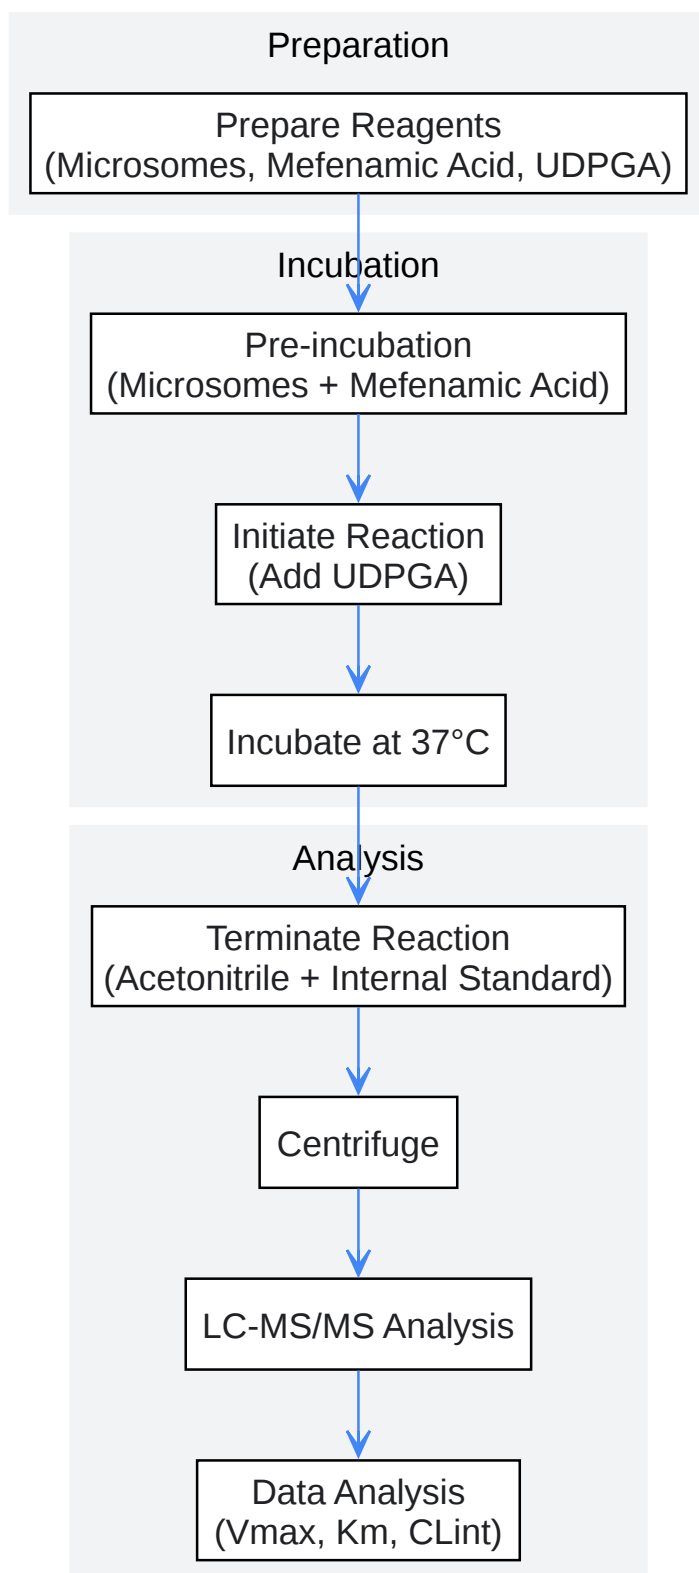 Preparation
Prepare Reagents
(Microsomes, Mefenamic Acid, UDPGA)
Incubation
Pre-incubation
(Microsomes + Mefenamic Acid)
Initiate Reaction
(Add UDPGA)
Incubate at 37°C
Analysis
Terminate Reaction
(Acetonitrile + Internal Standard)
Centrifuge
LC-MS/MS Analysis
Data Analysis
(Vmax, Km, CLint)